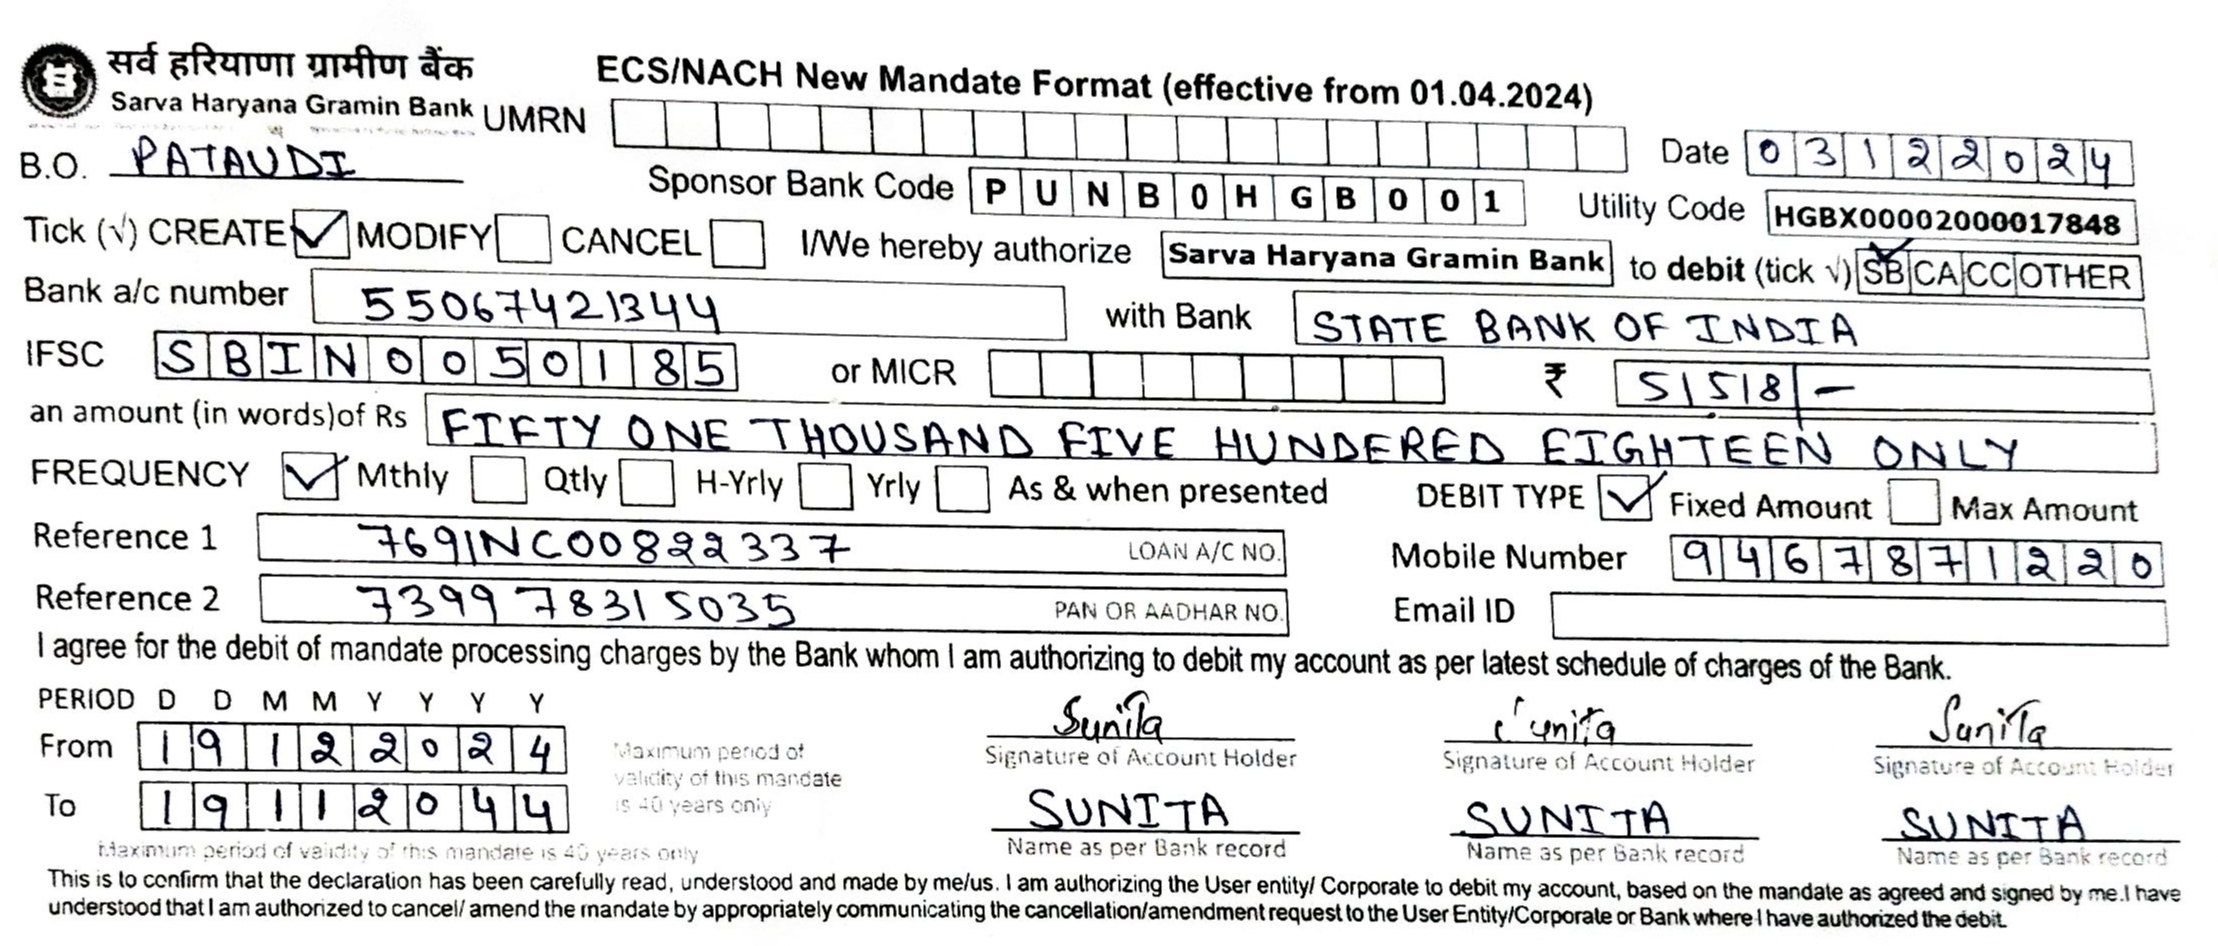 सर्व हरियाणा ग्रामीण बैंक
Sarva Haryana Gramin Bank
ECS/NACH New Mandate Format (effective from 01.04.2024)
UMRN
Date 03122024
B.O. PATAUDI
Sponsor Bank Code PUNB0HGB001
Utility Code HGBX00002000017848
Tick (√) CREATE ✓ MODIFY CANCEL I/We hereby authorize Sarva Haryana Gramin Bank to debit (tick √) SB CA CC OTHER
Bank a/c number 55067421344 with Bank STATE BANK OF INDIA
IFSC SBIN0050185 or MICR ₹ 51518/-
an amount (in words)of Rs FIFTY ONE THOUSAND FIVE HUNDERED EIGHTEEN ONLY
FREQUENCY ✓ Mthly Qtly H-Yrly Yrly As & when presented DEBIT TYPE ✓ Fixed Amount Max Amount
Reference 1 7691NC00822337 LOAN A/C NO. Mobile Number 9467871220
Reference 2 739978315035 PAN OR AADHAR NO. Email ID
I agree for the debit of mandate processing charges by the Bank whom I am authorizing to debit my account as per latest schedule of charges of the Bank.
PERIOD D D M M Y Y Y Y
From 19122024
To 19112044
Maximum period of
validity of this mandate
is 40 years only
Maximum period of validity of this mandate is 40 years only
Sunita Sunita Sunita
Signature of Account Holder Signature of Account Holder Signature of Account Holder
SUNITA SUNITA SUNITA
Name as per Bank record Name as per Bank record Name as per Bank record
This is to confirm that the declaration has been carefully read, understood and made by me/us. I am authorizing the User entity/ Corporate to debit my account, based on the mandate as agreed and signed by me.I have
understood that I am authorized to cancel/ amend the mandate by appropriately communicating the cancellation/amendment request to the User Entity/Corporate or Bank where I have authorized the debit.